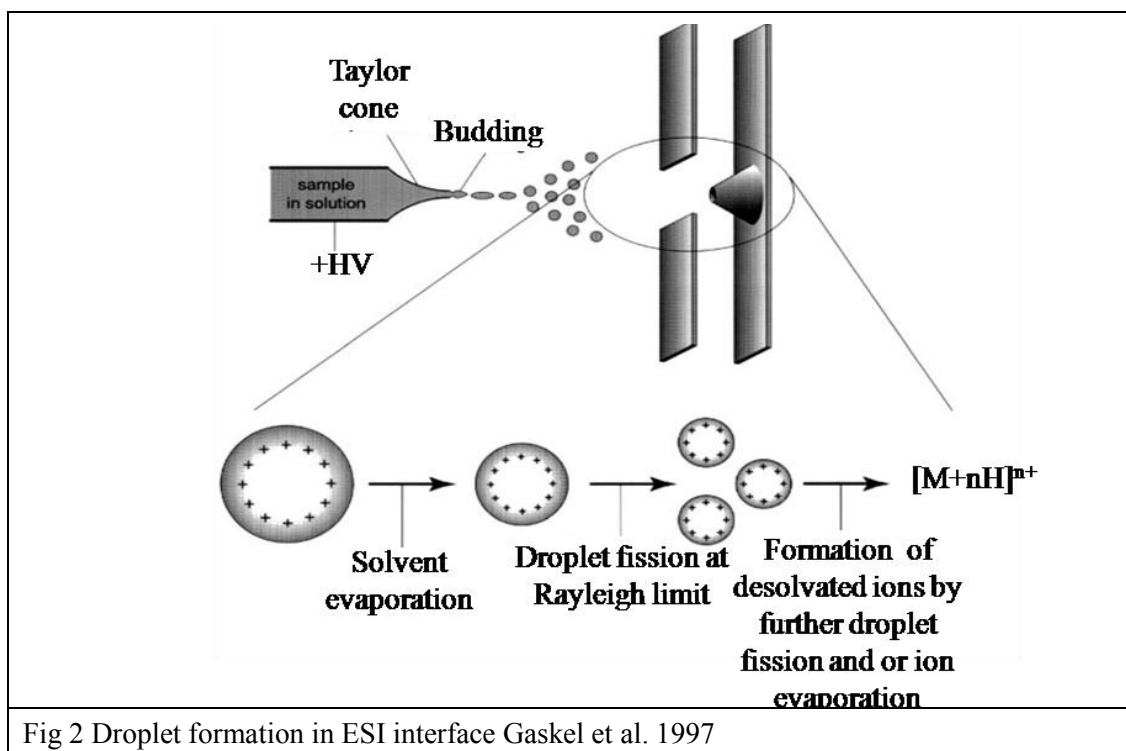 Taylor
cone
Budding
sample
in solution
+HV
[M+nH]ⁿ⁺
Solvent
evaporation
Droplet fission at
Rayleigh limit
Formation of
desolvated ions by
further droplet
fission and or ion
evaporation
Fig 2 Droplet formation in ESI interface Gaskel et al. 1997